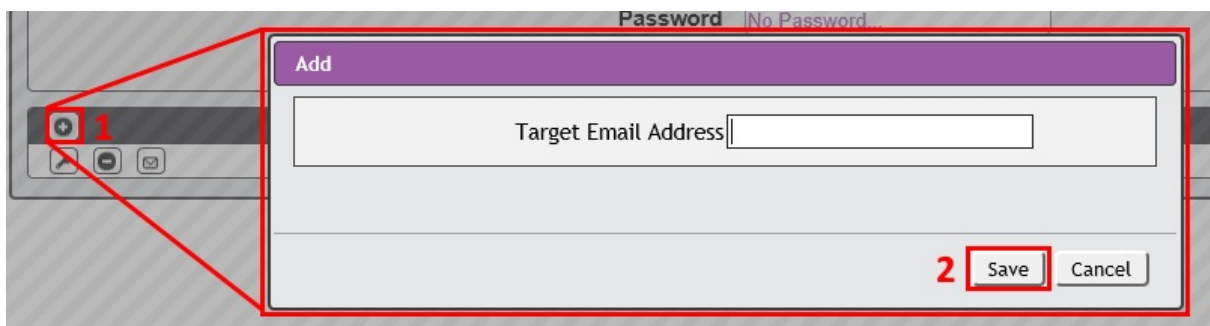 Password No Password...
Add
1
Target Email Address
2 Save Cancel